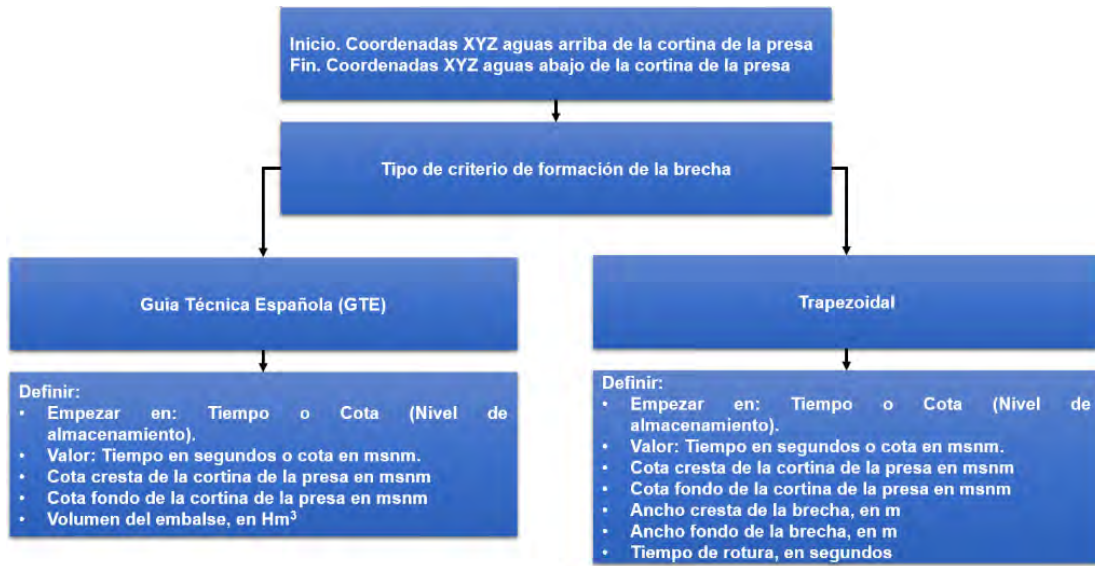 Inicio. Coordenadas XYZ aguas arriba de la cortina de la presa
Fin. Coordenadas XYZ aguas abajo de la cortina de la presa
Tipo de criterio de formación de la brecha
Guia Técnica Española (GTE)
Definir:
• Empezar en: Tiempo o Cota (Nivel de
almacenamiento).
• Valor: Tiempo en segundos o cota en msnm.
• Cota cresta de la cortina de la presa en msnm
• Cota fondo de la cortina de la presa en msnm
• Volumen del embalse, en Hm³
Trapezoidal
Definir:
• Empezar en: Tiempo o Cota (Nivel de
almacenamiento).
• Valor: Tiempo en segundos o cota en msnm.
• Cota cresta de la cortina de la presa en msnm
• Cota fondo de la cortina de la presa en msnm
• Ancho cresta de la brecha, en m
• Ancho fondo de la brecha, en m
• Tiempo de rotura, en segundos